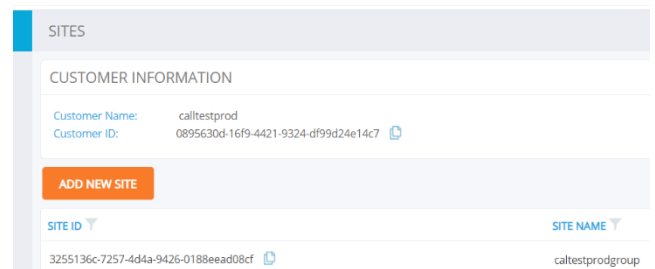 SITES
CUSTOMER INFORMATION
Customer Name: calltestprod
Customer ID: 0895630d-16f9-4421-9324-df99d24e14c7
ADD NEW SITE
SITE ID SITE NAME
3255136c-7257-4d4a-9426-0188eead08cf caltestprodgroup